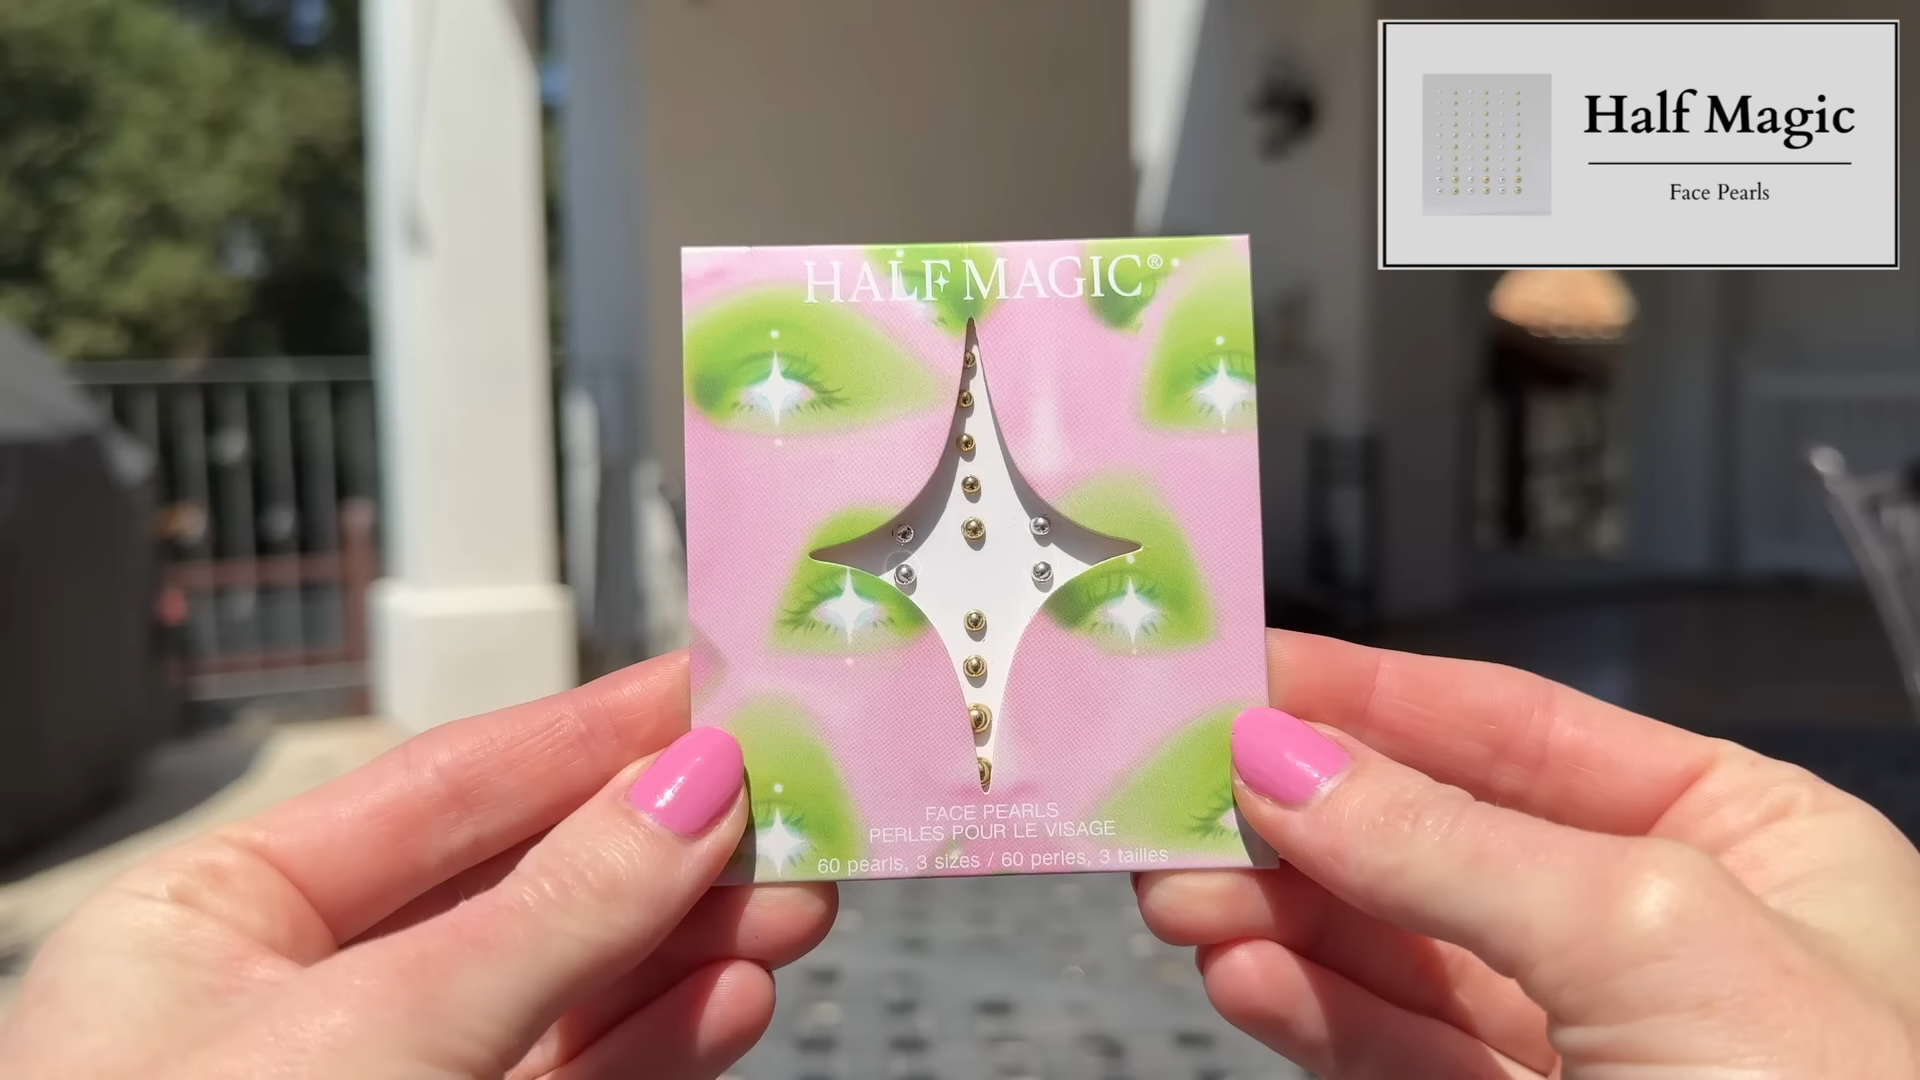 Half Magic
Face Pearls
HALF MAGIC®
FACE PEARLS
PERLES POUR LE VISAGE
60 pearls, 3 sizes / 60 perles, 3 tailles